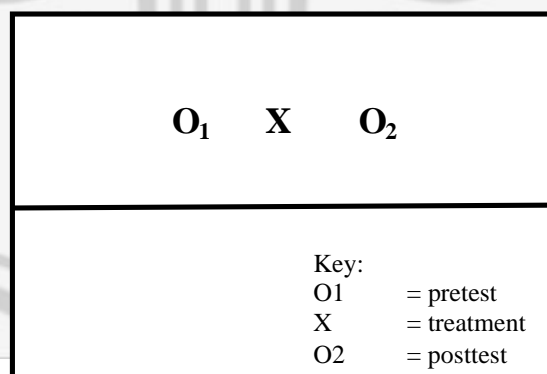 O₁ X O₂
Key:
O1 = pretest
X = treatment
O2 = posttest